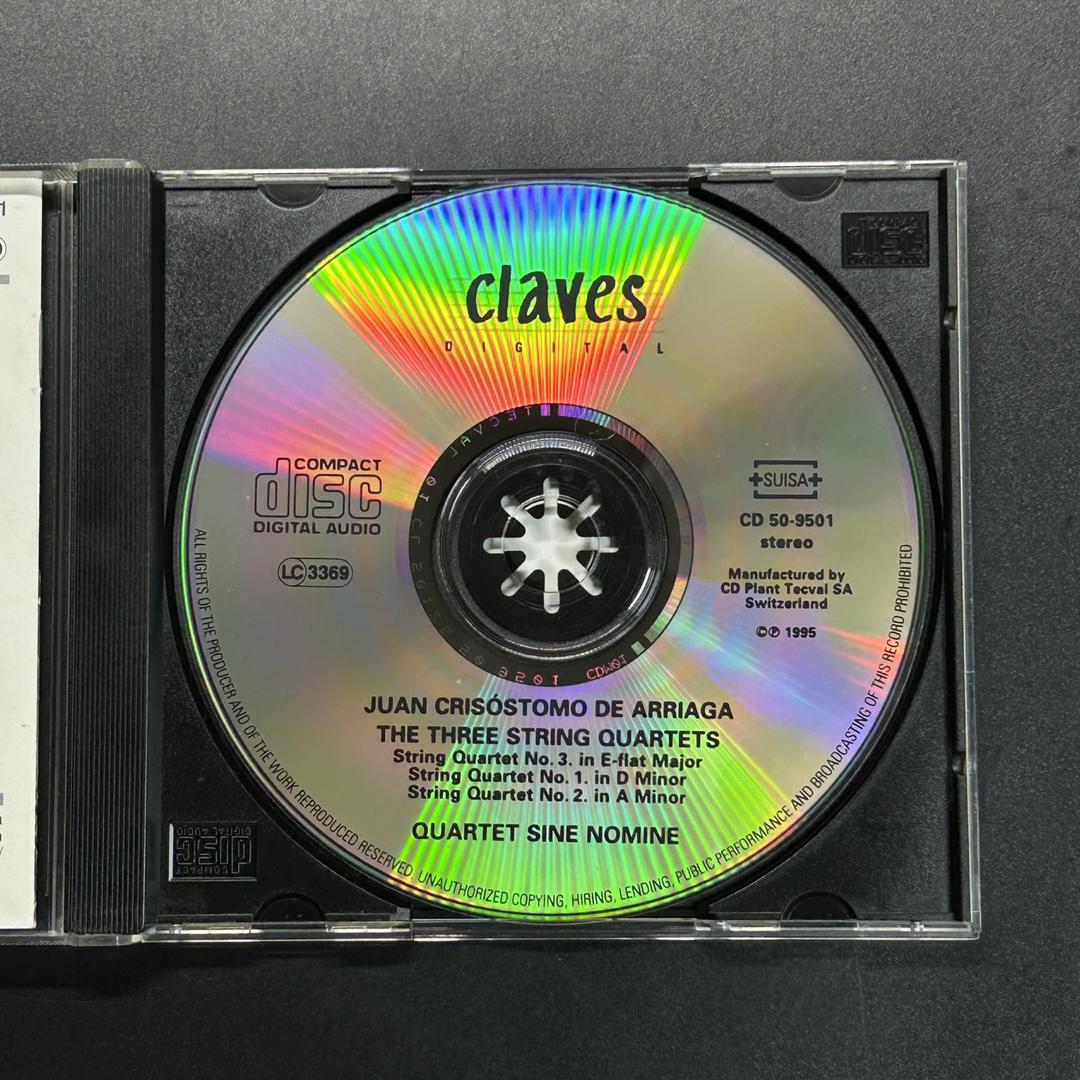 claves
DIGITAL
COMPACT
disc
DIGITAL AUDIO
LC 3369
SUISA
CD 50-9501
stereo
Manufactured by
CD Plant Tecval SA
Switzerland
©℗ 1995
JUAN CRISÓSTOMO DE ARRIAGA
THE THREE STRING QUARTETS
String Quartet No. 3. in E-flat Major
String Quartet No. 1. in D Minor
String Quartet No. 2. in A Minor
QUARTET SINE NOMINE
ALL RIGHTS OF THE PRODUCER AND OF THE WORK REPRODUCED RESERVED. UNAUTHORIZED COPYING, HIRING, LENDING, PUBLIC PERFORMANCE AND BROADCASTING OF THIS RECORD PROHIBITED
disc
COMPACT
disc
DIGITAL AUDIO